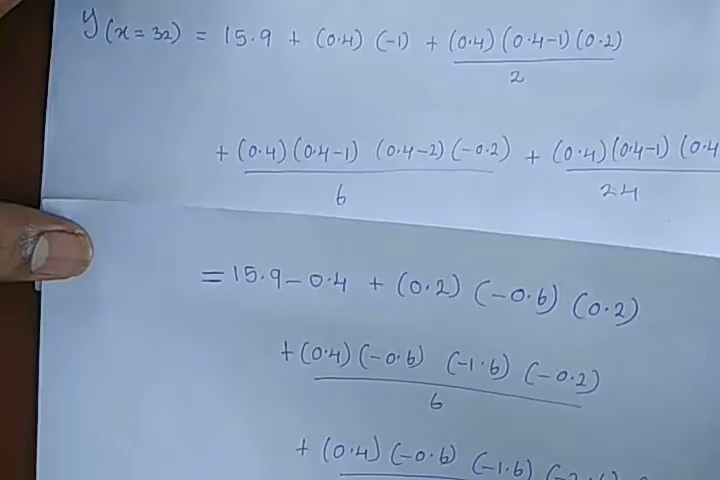 y(x=32) = 15.9 + (0.4) (-1) + (0.4) (0.4-1) (0.2)
2
+ (0.4) (0.4-1) (0.4-2) (-0.2) + (0.4) (0.4-1) (0.4
6 24
= 15.9 - 0.4 + (0.2) (-0.6) (0.2)
+ (0.4) (-0.6) (-1.6) (-0.2)
6
+ (0.4) (-0.6) (-1.6)